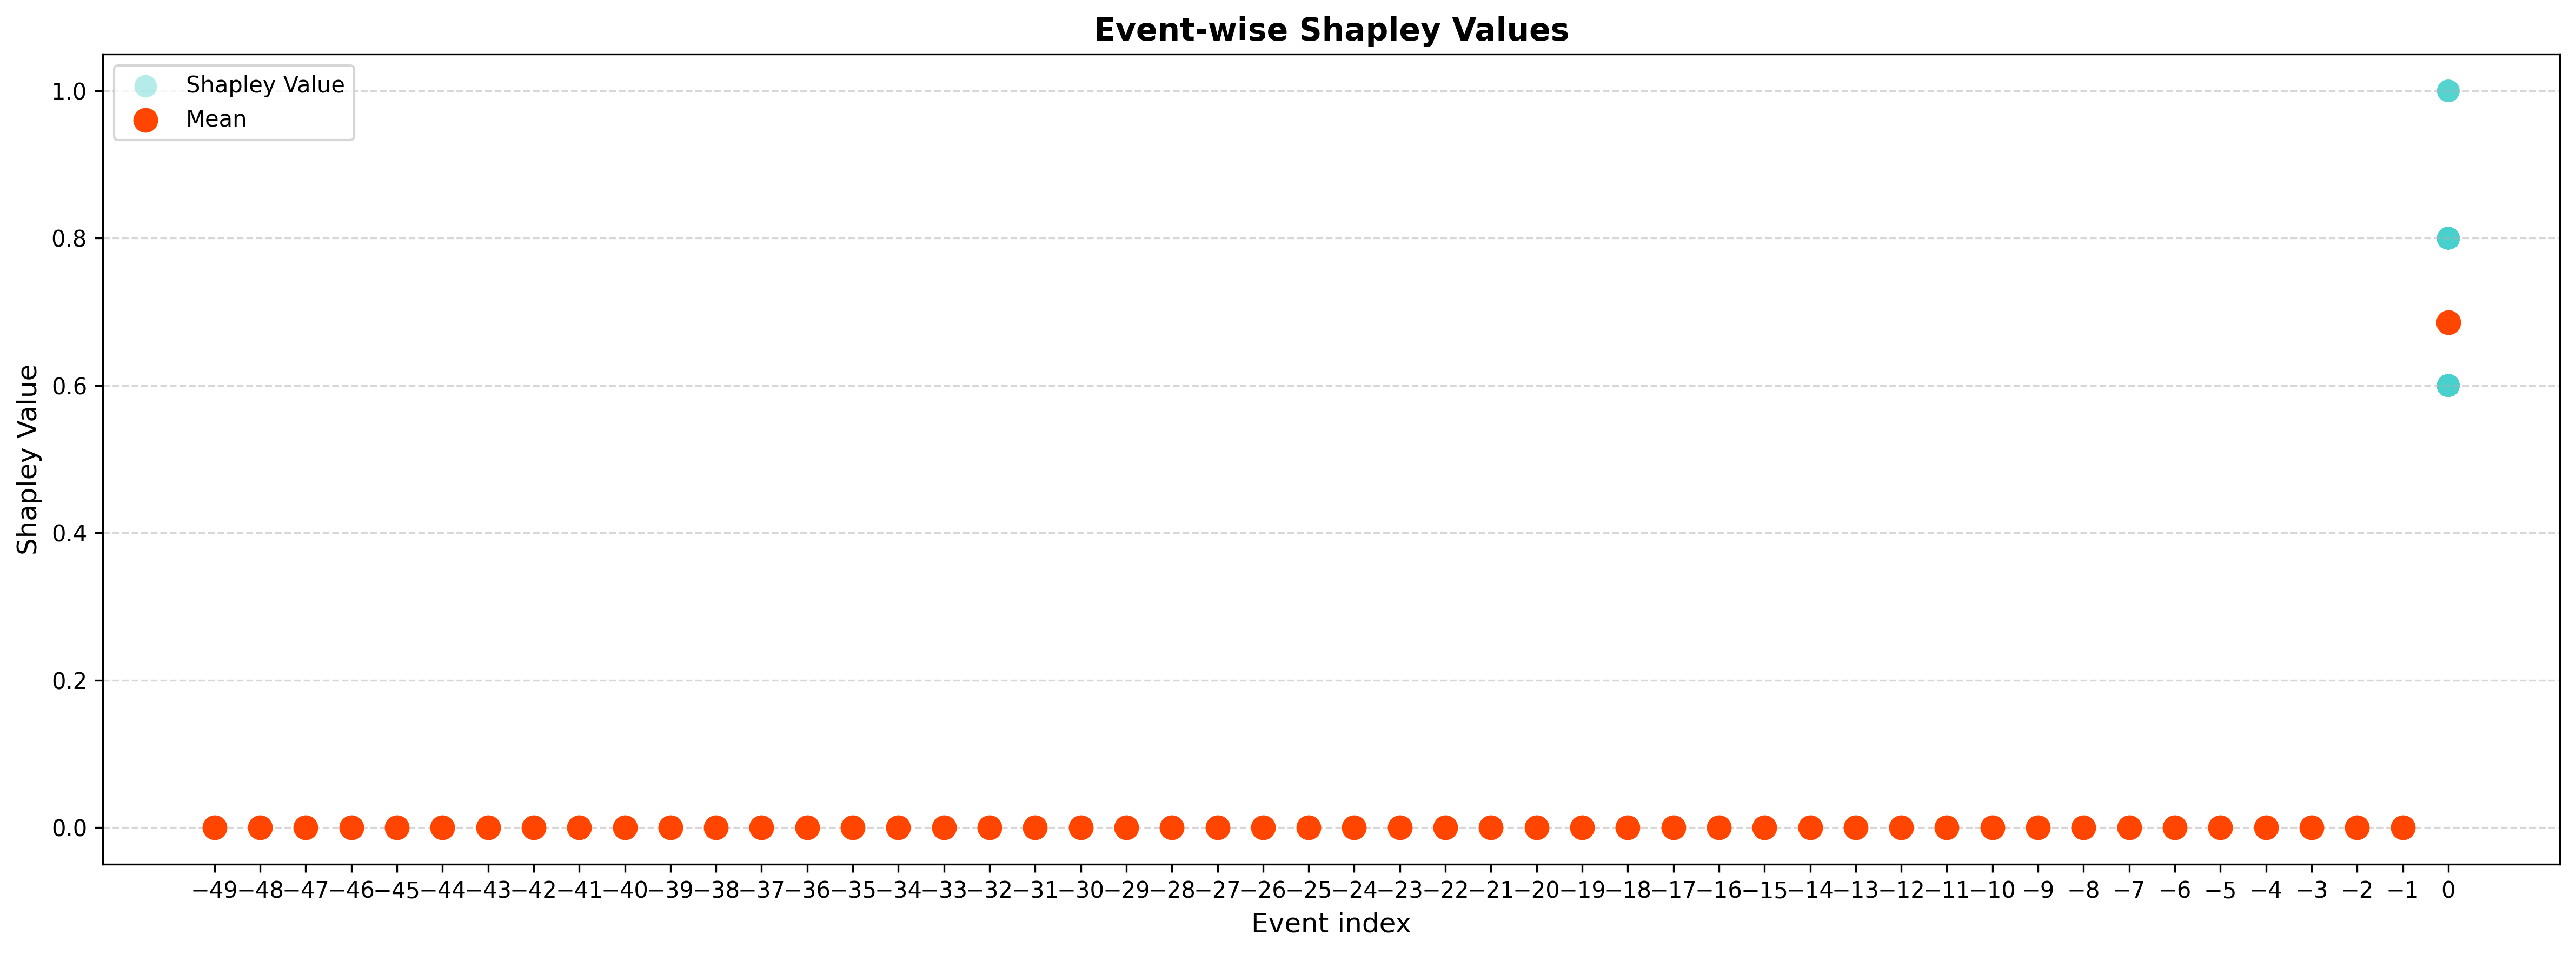 Event-wise Shapley Values
Shapley Value
Mean
1.0
0.8
0.6
0.4
0.2
0.0
Shapley Value
−49 −48 −47 −46 −45 −44 −43 −42 −41 −40 −39 −38 −37 −36 −35 −34 −33 −32 −31 −30 −29 −28 −27 −26 −25 −24 −23 −22 −21 −20 −19 −18 −17 −16 −15 −14 −13 −12 −11 −10 −9 −8 −7 −6 −5 −4 −3 −2 −1 0
Event index